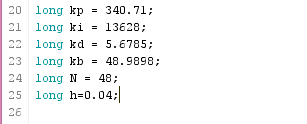 20 long kp = 340.71;
21 long ki = 13628;
22 long kd = 5.6785;
23 long kb = 48.9898;
24 long N = 48;
25 long h=0.04;
26